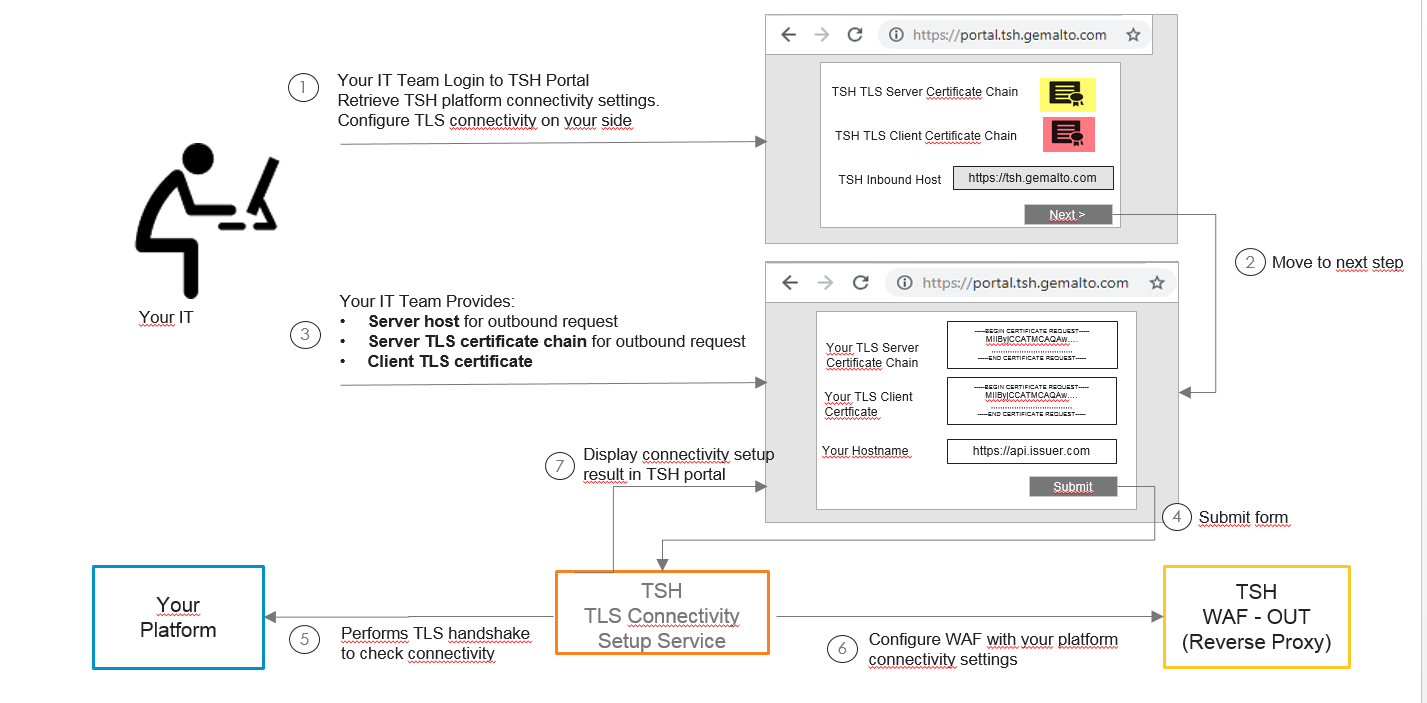 https://portal.tsh.gemalto.com
1
Your IT Team Login to TSH Portal
Retrieve TSH platform connectivity settings.
Configure TLS connectivity on your side
TSH TLS Server Certificate Chain
TSH TLS Client Certificate Chain
TSH Inbound Host
https://tsh.gemalto.com
Next >
2
Move to next step
Your IT
https://portal.tsh.gemalto.com
3
Your IT Team Provides:
• Server host for outbound request
• Server TLS certificate chain for outbound request
• Client TLS certificate
Your TLS Server
Certificate Chain
-----BEGIN CERTIFICATE REQUEST-----
MIIByjCCATMCAQAw....
-----END CERTIFICATE REQUEST-----
Your TLS Client
Certficate
-----BEGIN CERTIFICATE REQUEST-----
MIIByjCCATMCAQAw....
-----END CERTIFICATE REQUEST-----
Your Hostname
https://api.issuer.com
Submit
7
Display connectivity setup
result in TSH portal
4
Submit form
Your
Platform
5
Performs TLS handshake
to check connectivity
TSH
TLS Connectivity
Setup Service
6
Configure WAF with your platform
connectivity settings
TSH
WAF - OUT
(Reverse Proxy)